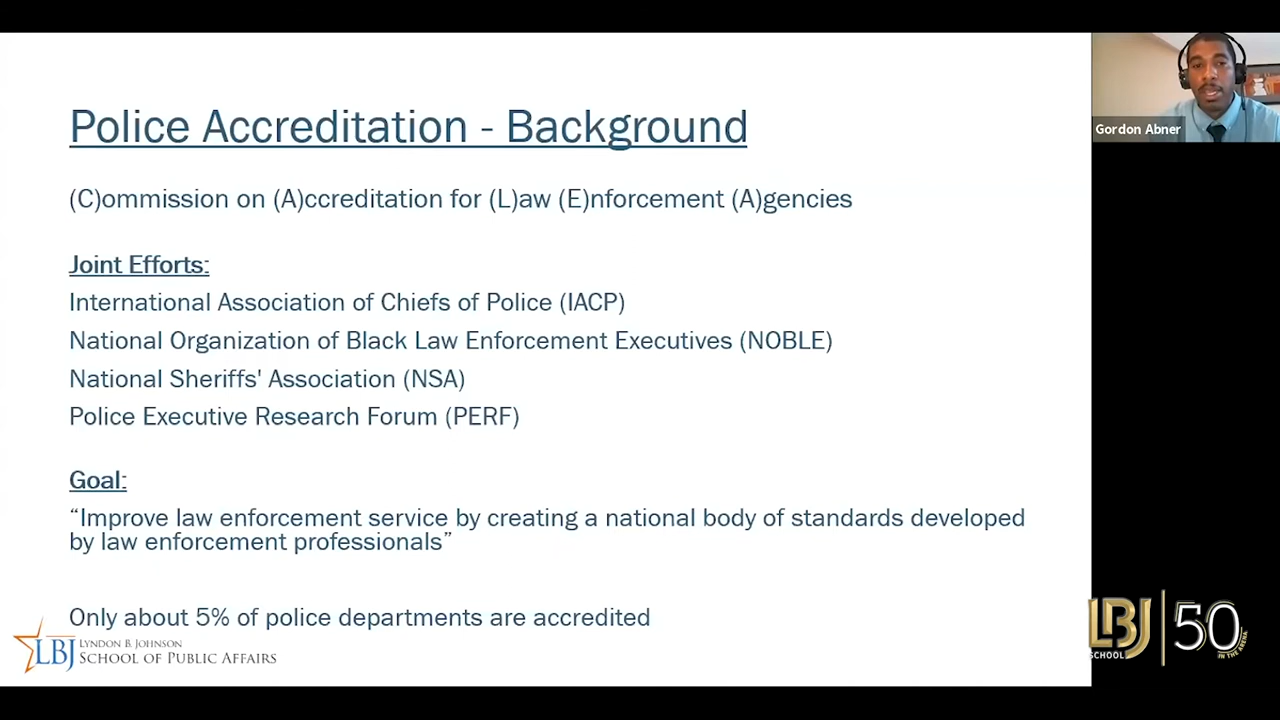 Police Accreditation - Background
(C)ommission on (A)ccreditation for (L)aw (E)nforcement (A)gencies
Joint Efforts:
International Association of Chiefs of Police (IACP)
National Organization of Black Law Enforcement Executives (NOBLE)
National Sheriffs' Association (NSA)
Police Executive Research Forum (PERF)
Goal:
“Improve law enforcement service by creating a national body of standards developed
by law enforcement professionals”
Only about 5% of police departments are accredited
LBJ
LYNDON B. JOHNSON
SCHOOL OF PUBLIC AFFAIRS
Gordon Abner
LBJ
SCHOOL
50
IN THE ARENA